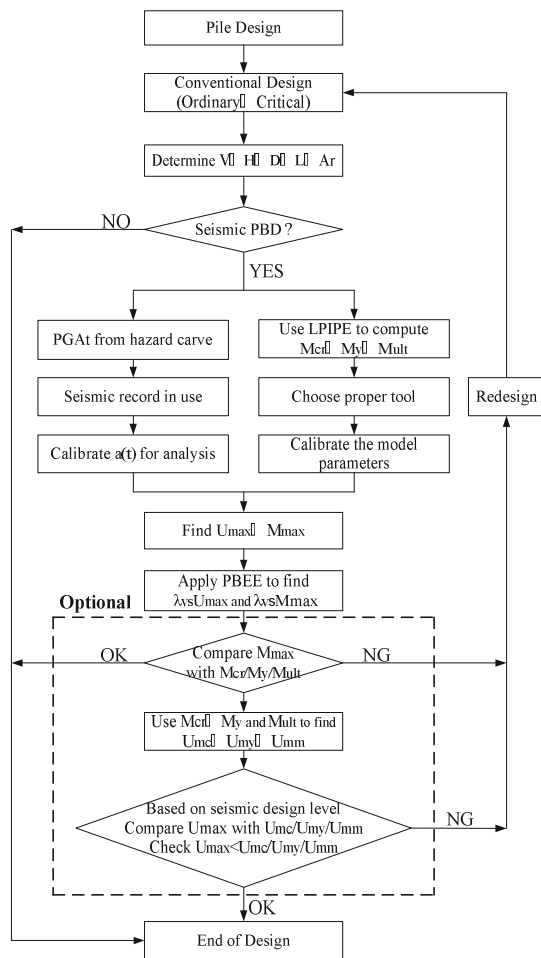 Pile Design
Conventional Design
(Ordinary▯ Critical)
Determine V▯ H▯ D▯ L▯ Ar
NO
Seismic PBD ?
YES
PGAt from hazard carve
Use LPIPE to compute
Mcr▯ My▯ Mult
Seismic record in use
Choose proper tool
Redesign
Calibrate a(t) for analysis
Calibrate the model
parameters
Find Umax▯ Mmax
Apply PBEE to find
λvsUmax and λvsMmax
Optional
OK
Compare Mmax
with Mcr/My/Mult
NG
Use Mcr▯ My and Mult to find
Umc▯ Umy▯ Umm
Based on seismic design level
Compare Umax with Umc/Umy/Umm
Check Umax<Umc/Umy/Umm
NG
OK
End of Design